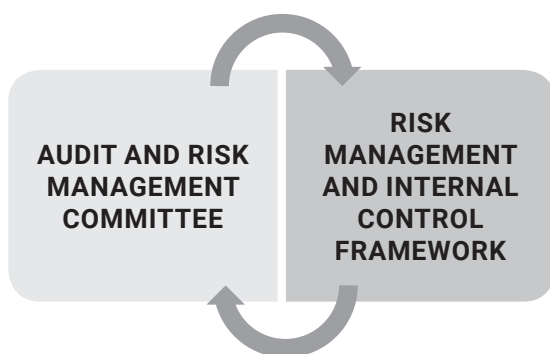 AUDIT AND RISK
MANAGEMENT
COMMITTEE
RISK
MANAGEMENT
AND INTERNAL
CONTROL
FRAMEWORK